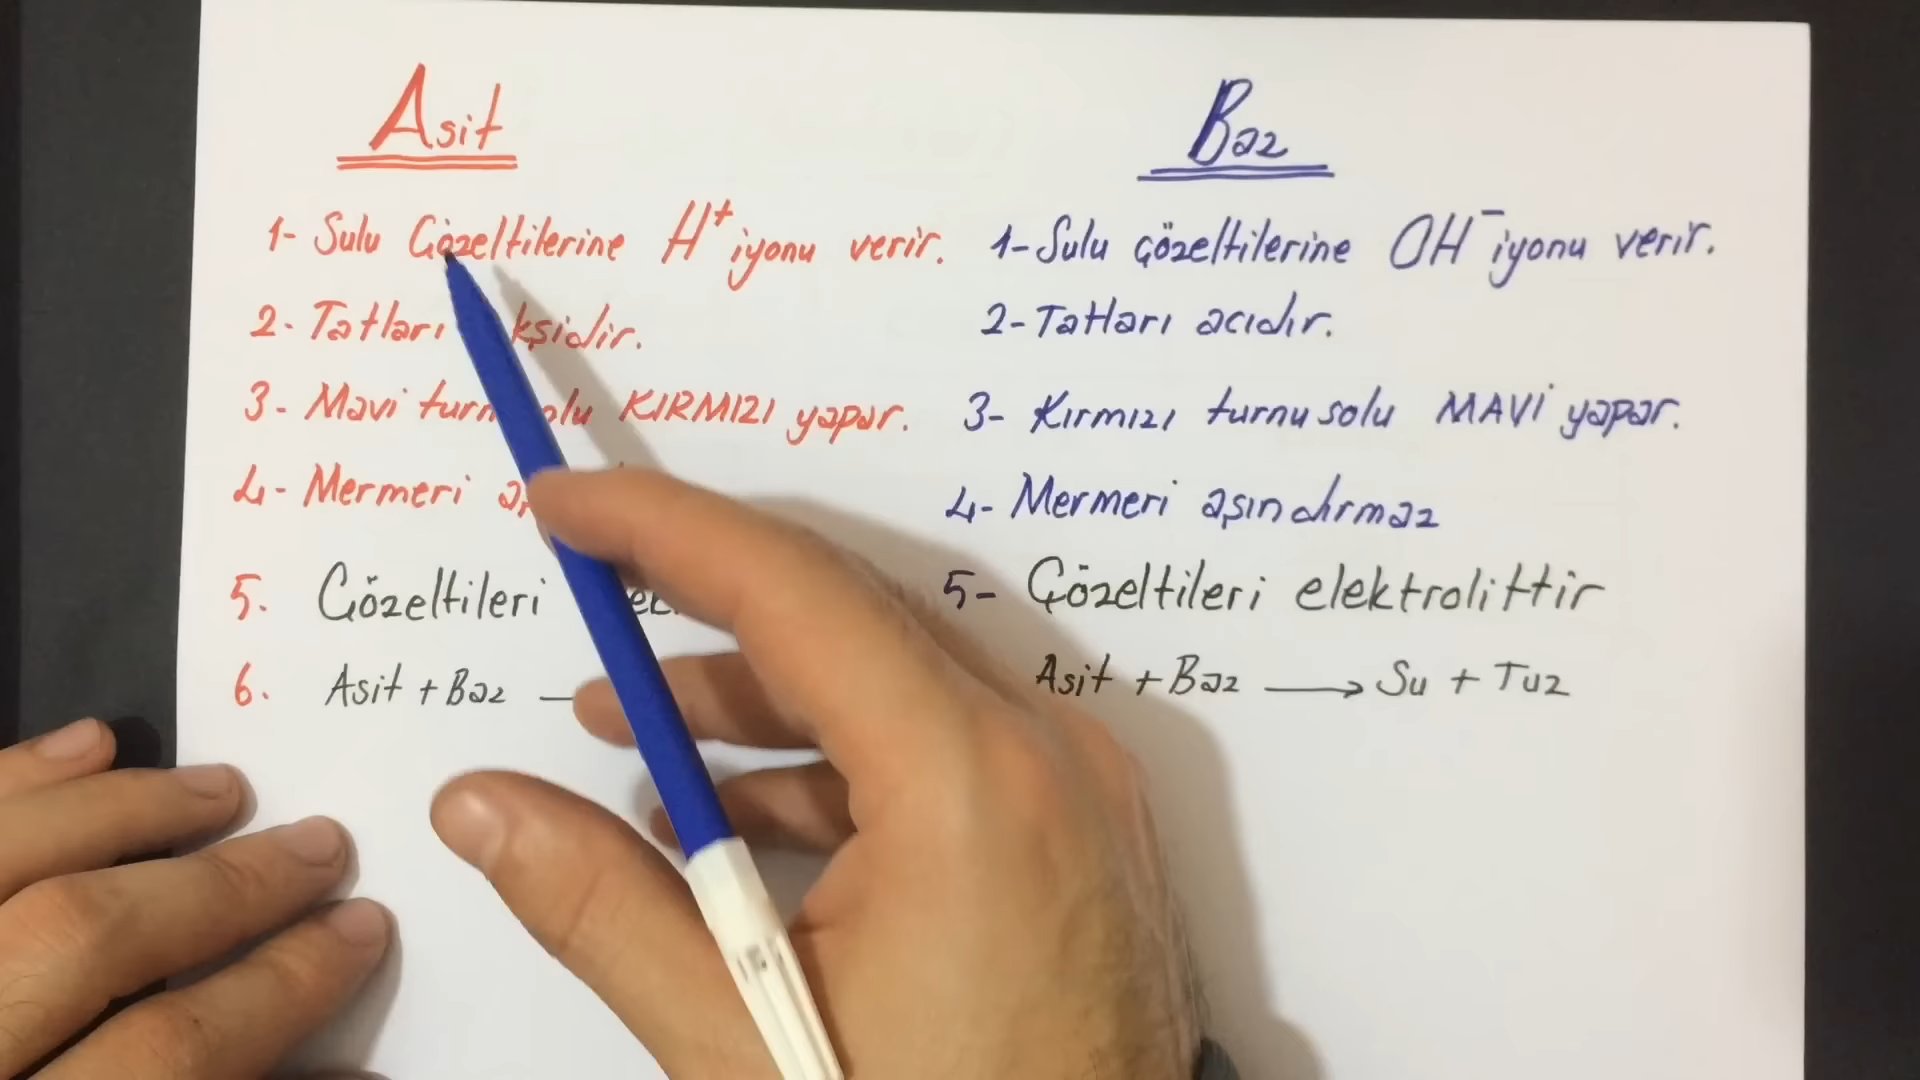 Asit
1- Sulu Çözeltilerine H⁺ iyonu verir.
2- Tatları kşidir.
3- Mavi turn olu KIRMIZI yapar.
4- Mermeri
5. Çözeltileri
6. Asit + Baz
Baz
1- Sulu çözeltilerine OH⁻ iyonu verir.
2- Tatları acıdır.
3- Kırmızı turnusolu MAVİ yapar.
4- Mermeri aşındırmaz
5- Çözeltileri elektrolittir
Asit + Baz → Su + Tuz